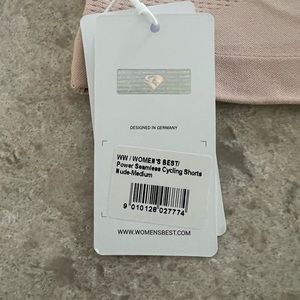 DESIGNED IN GERMANY
WW / WOMEN'S BEST/
Power Seamless Cycling Shorts
Nude-Medium
9 010128 027774
WWW.WOMENSBEST.COM